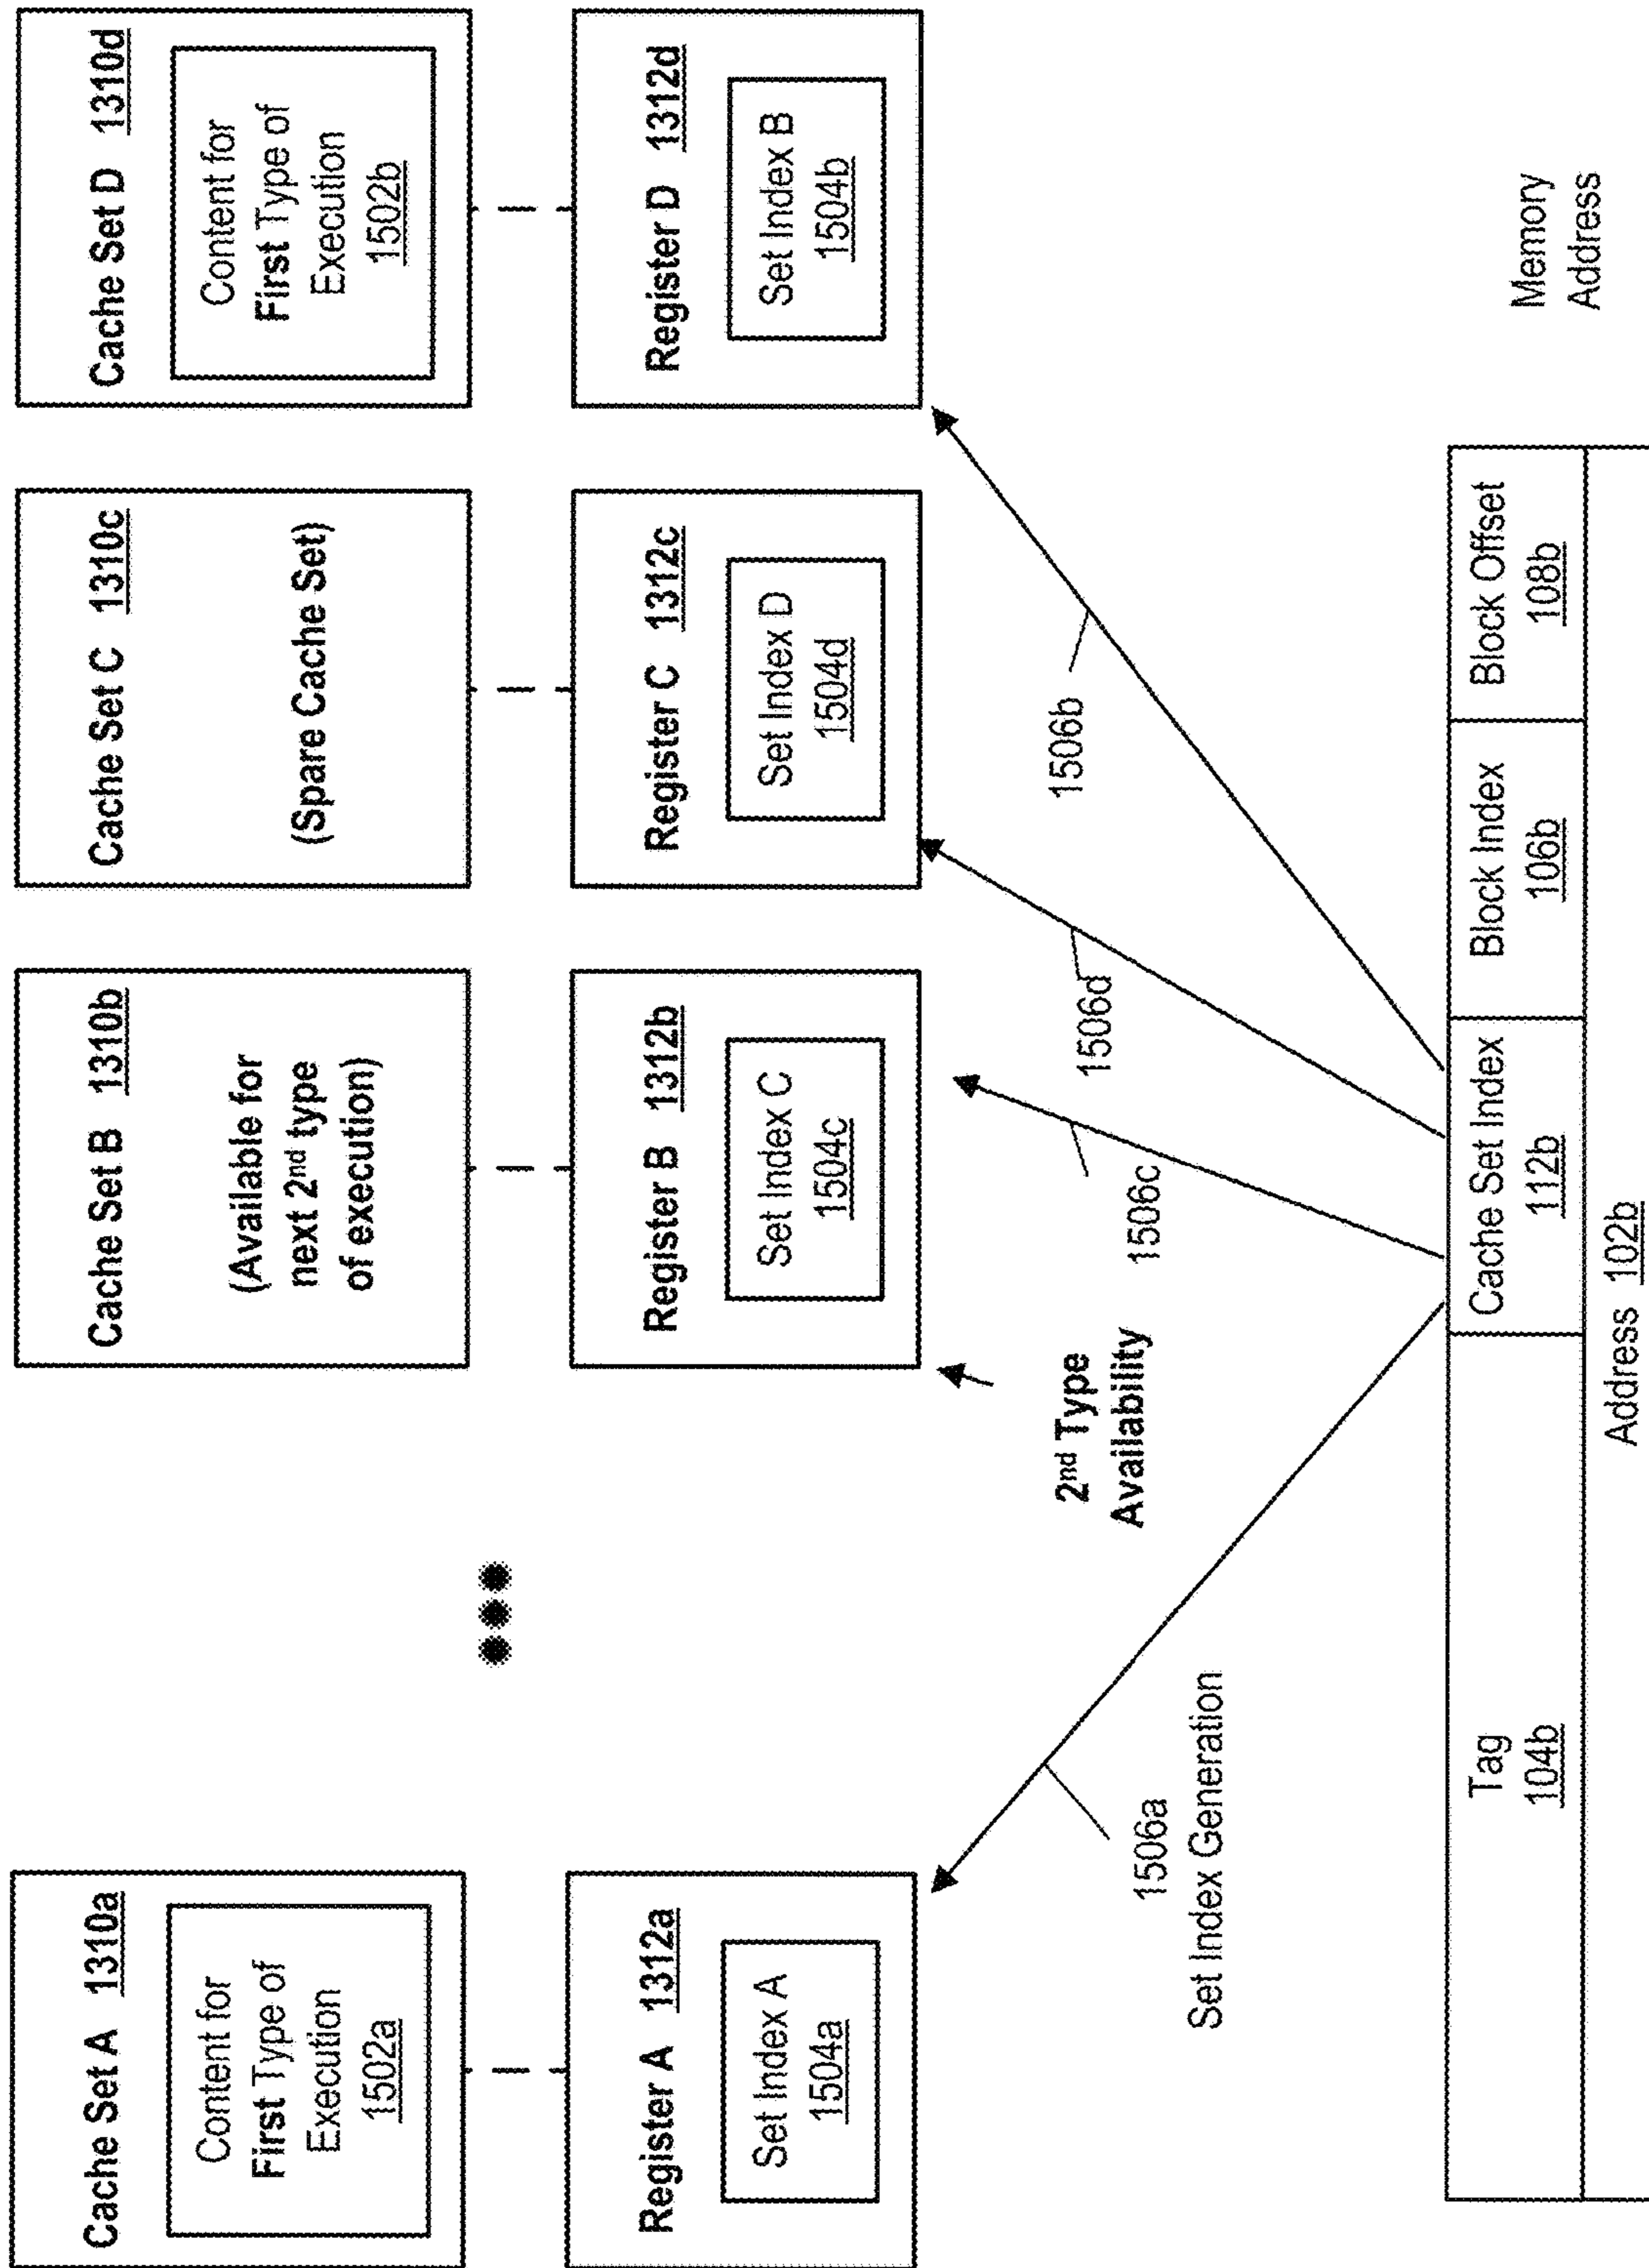 Cache Set A 1310a
Content for
First Type of
Execution
1502a
Cache Set B 1310b
(Available for
next 2nd type
of execution)
Cache Set C 1310c
(Spare Cache Set)
Cache Set D 1310d
Content for
First Type of
Execution
1502b
Register A 1312a
Set Index A
1504a
Register B 1312b
Set Index C
1504c
Register C 1312c
Set Index D
1504d
Register D 1312d
Set Index B
1504b
2nd Type
Availability
1506a
Set Index Generation
1506c
1506d
1506b
Tag
104b
Cache Set Index
112b
Block Index
106b
Block Offset
108b
Memory
Address
Address 102b